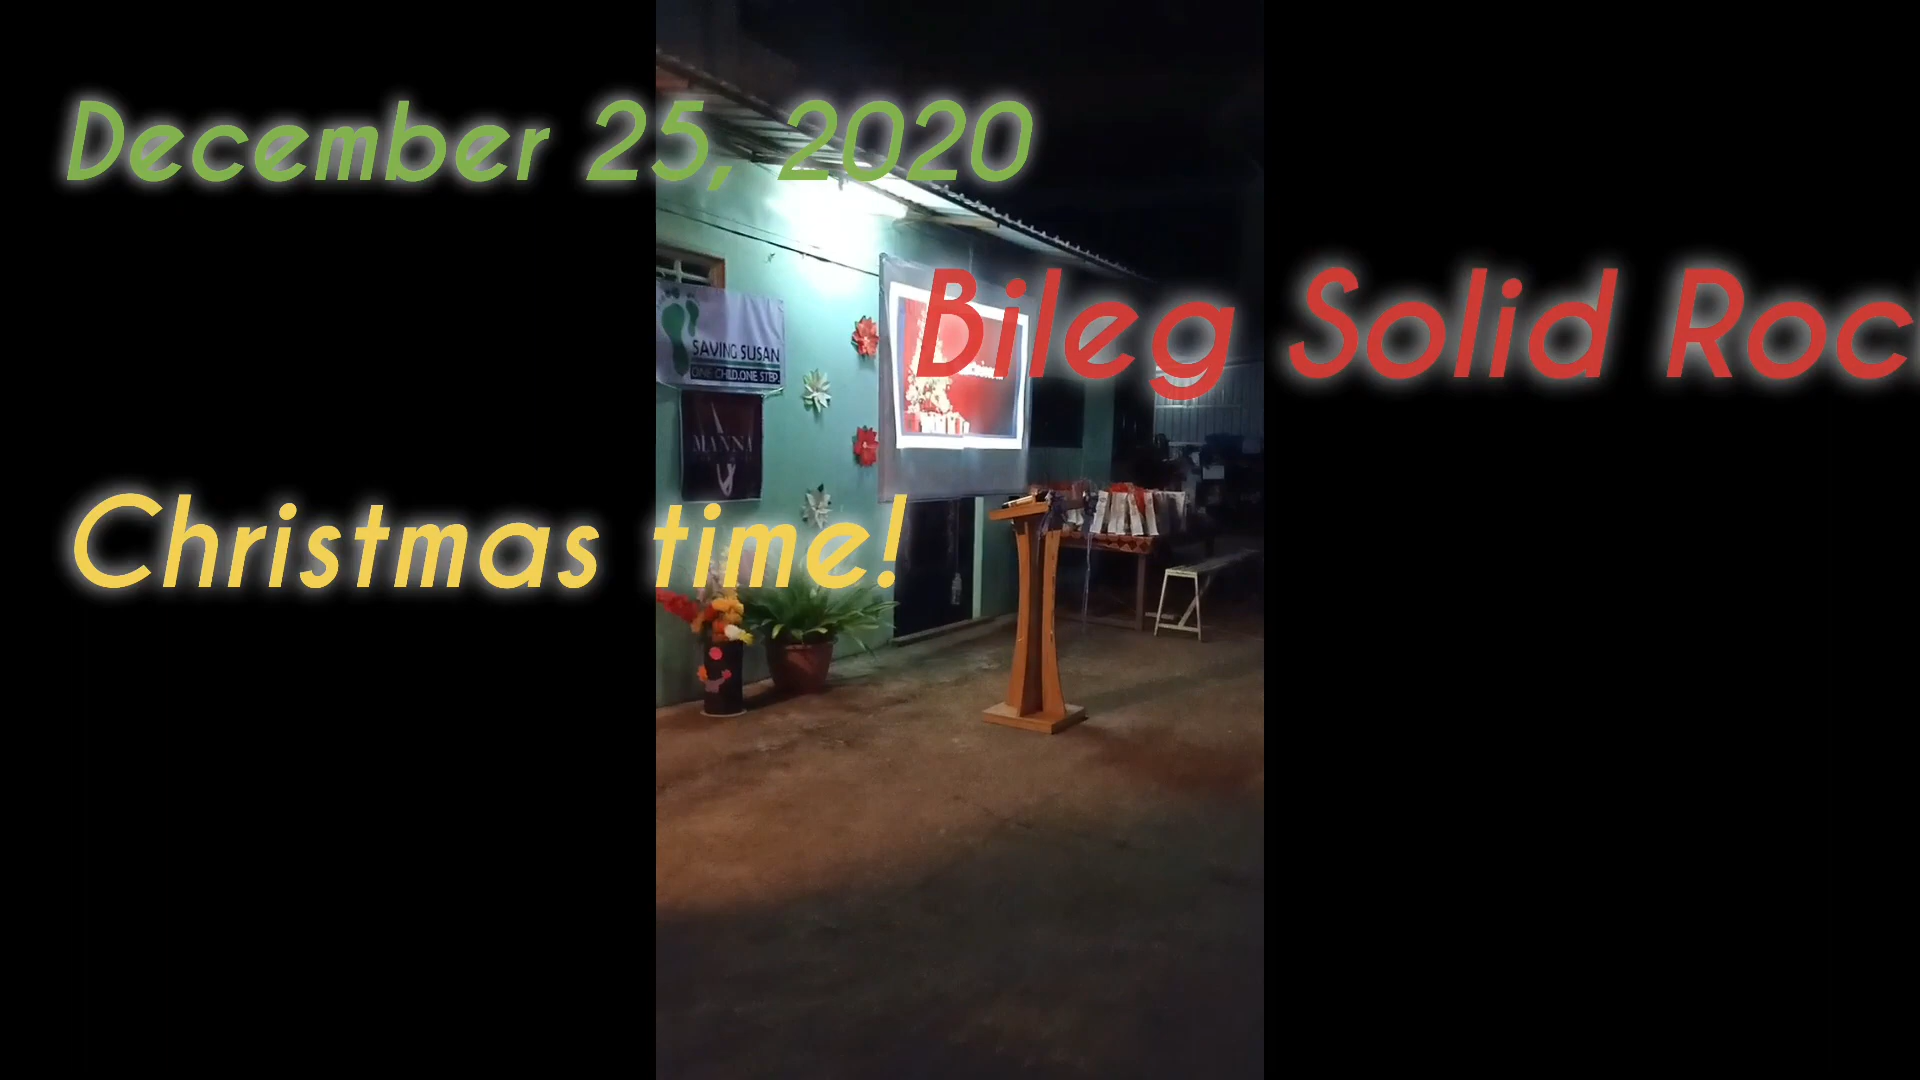 December 25, 2020
Bileg Solid Roc
SAVING SUSAN
ONE CHILD.ONE STEP.
MANNA
Christmas time!